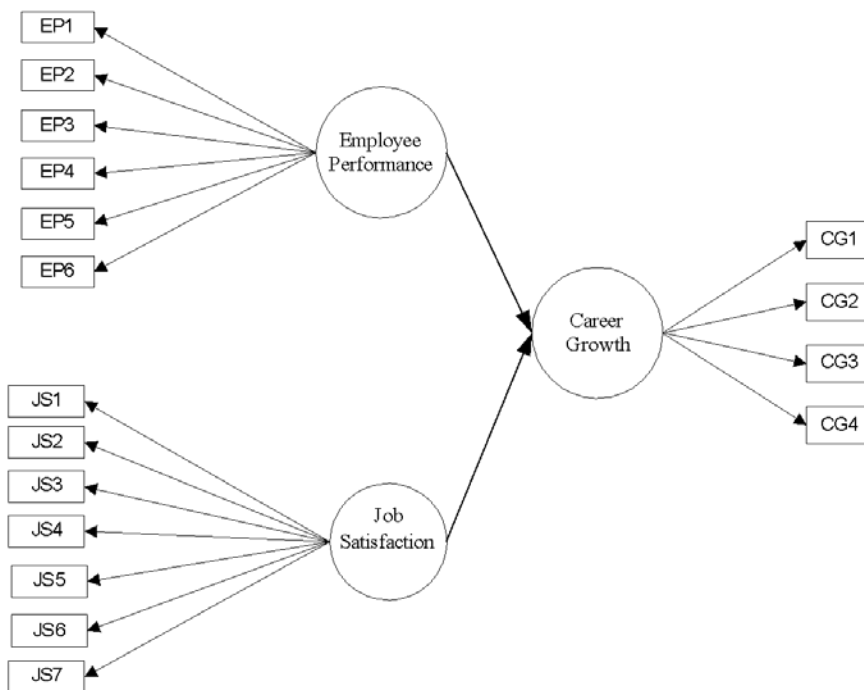 EP1
EP2
EP3
EP4
EP5
EP6
Employee
Performance
CG1
CG2
CG3
CG4
Career
Growth
JS1
JS2
JS3
JS4
JS5
JS6
JS7
Job
Satisfaction